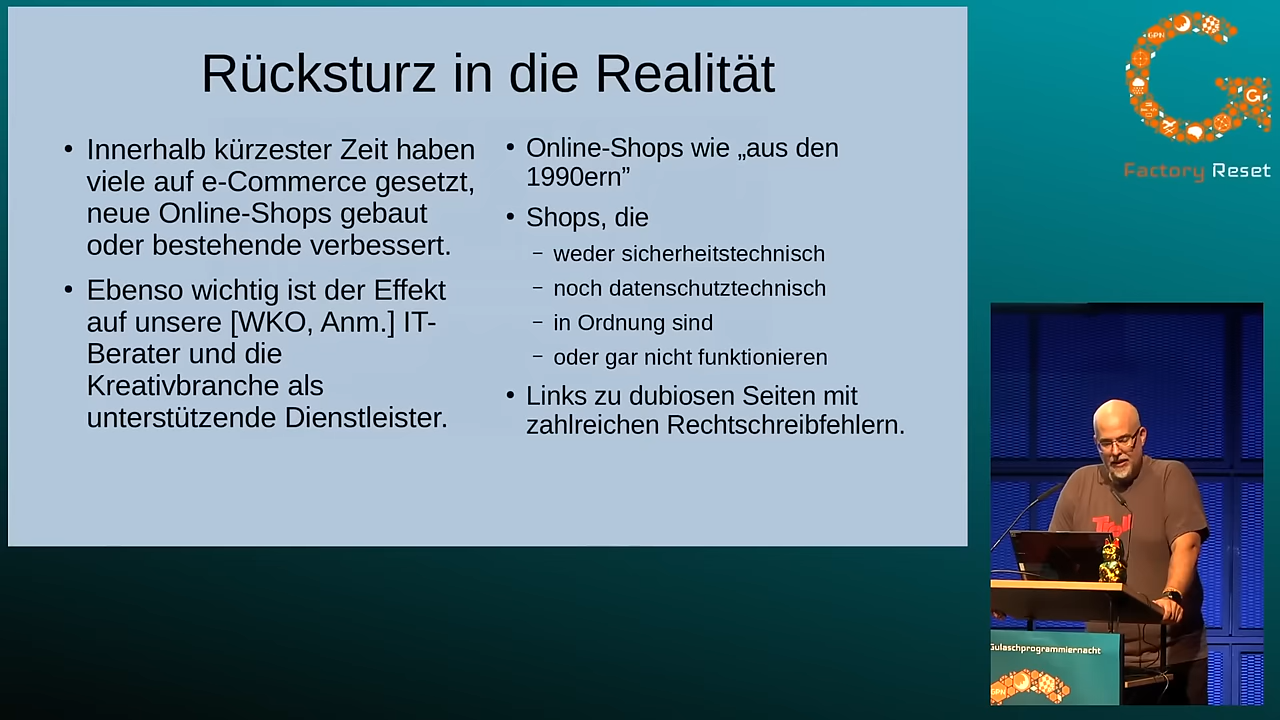 Rücksturz in die Realität
• Innerhalb kürzester Zeit haben
viele auf e-Commerce gesetzt,
neue Online-Shops gebaut
oder bestehende verbessert.
• Ebenso wichtig ist der Effekt
auf unsere [WKO, Anm.] IT-
Berater und die
Kreativbranche als
unterstützende Dienstleister.
• Online-Shops wie „aus den
1990ern”
• Shops, die
– weder sicherheitstechnisch
– noch datenschutztechnisch
– in Ordnung sind
– oder gar nicht funktionieren
• Links zu dubiosen Seiten mit
zahlreichen Rechtschreibfehlern.
GPN
G
Factory Reset
Gulaschprogrammiernacht
GPN